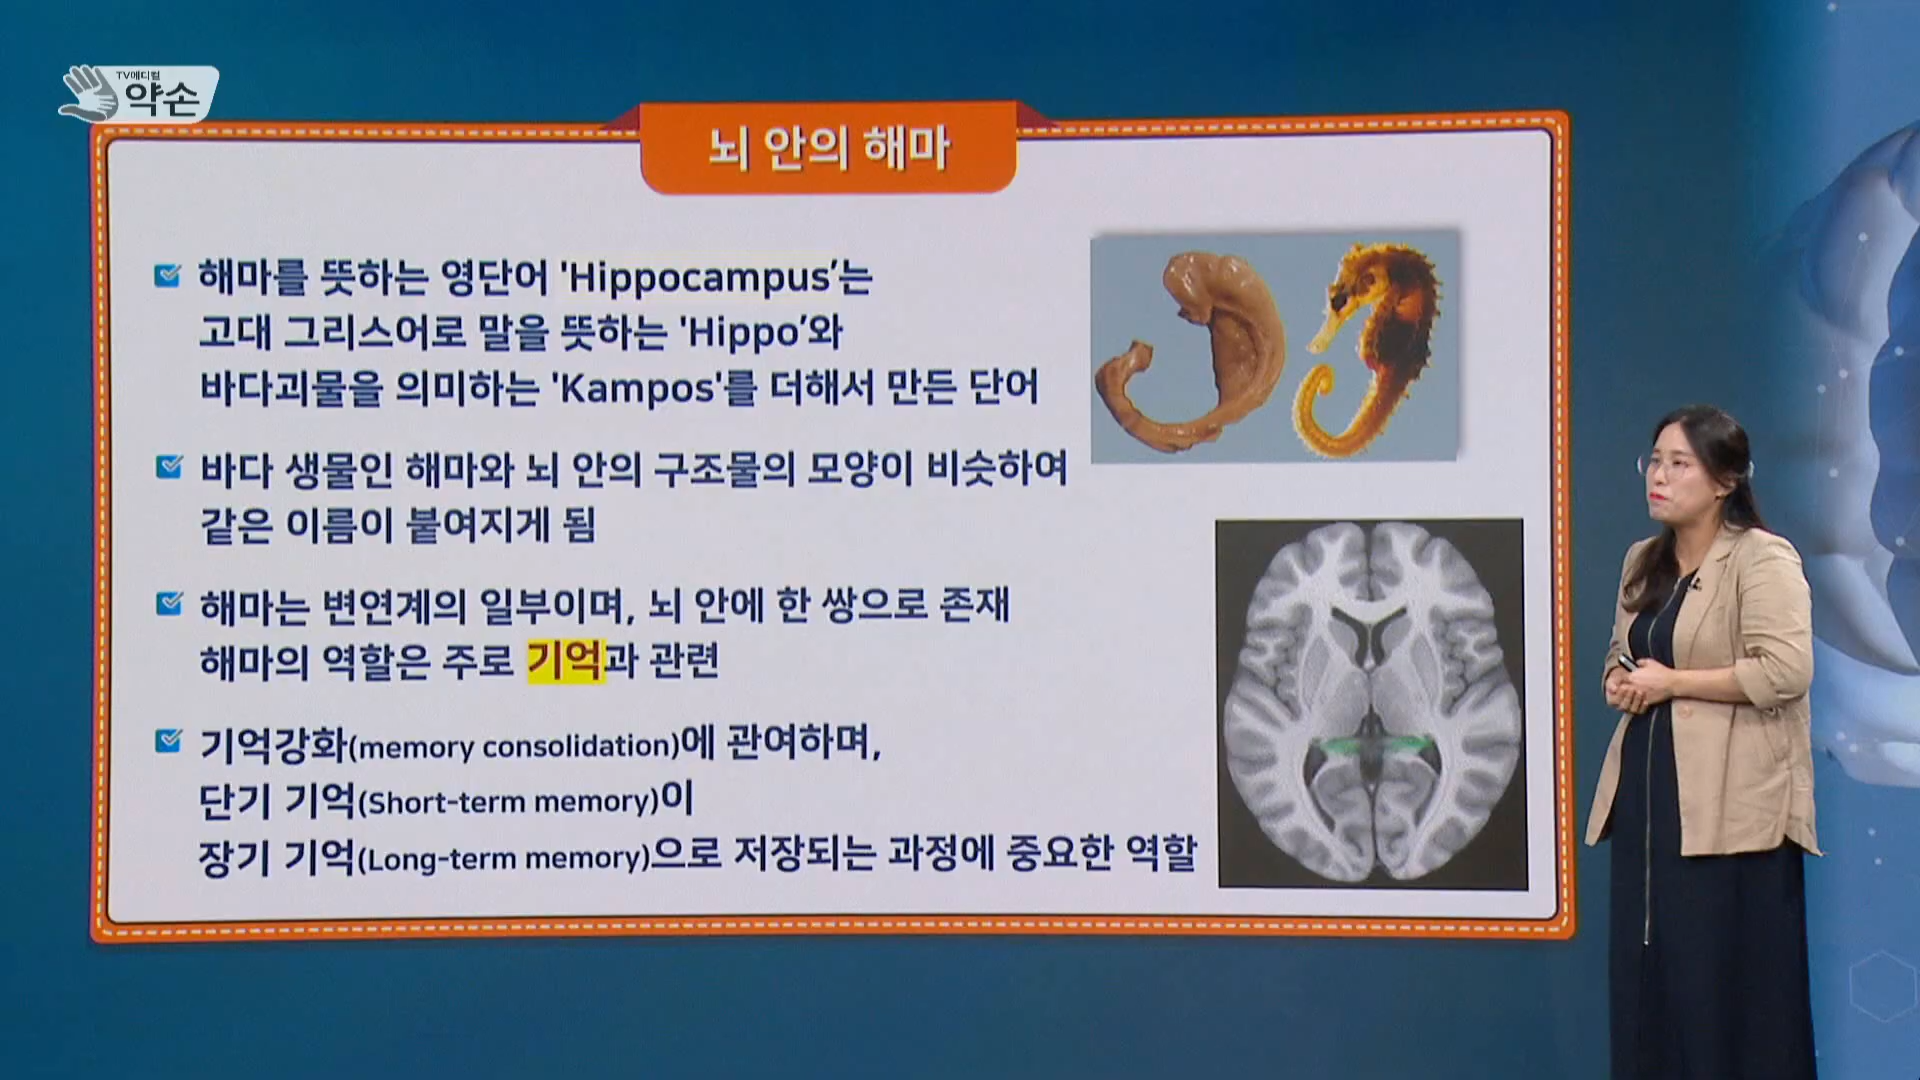 TV메디컬
약손
뇌 안의 해마
해마를 뜻하는 영단어 'Hippocampus'는
고대 그리스어로 말을 뜻하는 'Hippo'와
바다괴물을 의미하는 'Kampos'를 더해서 만든 단어
바다 생물인 해마와 뇌 안의 구조물의 모양이 비슷하여
같은 이름이 붙여지게 됨
해마는 변연계의 일부이며, 뇌 안에 한 쌍으로 존재
해마의 역할은 주로 기억과 관련
기억강화(memory consolidation)에 관여하며,
단기 기억(Short-term memory)이
장기 기억(Long-term memory)으로 저장되는 과정에 중요한 역할